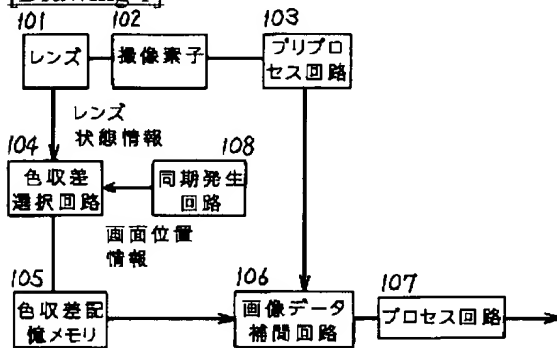 [Drawing 1]
101
102
103
レンズ
撮像素子
プリプロ
セス回路
レンズ
状態情報
104
108
色収差
選択回路
同期発生
回路
画面位置
情報
105
106
107
色収差記
憶メモリ
画像データ
補間回路
プロセス回路